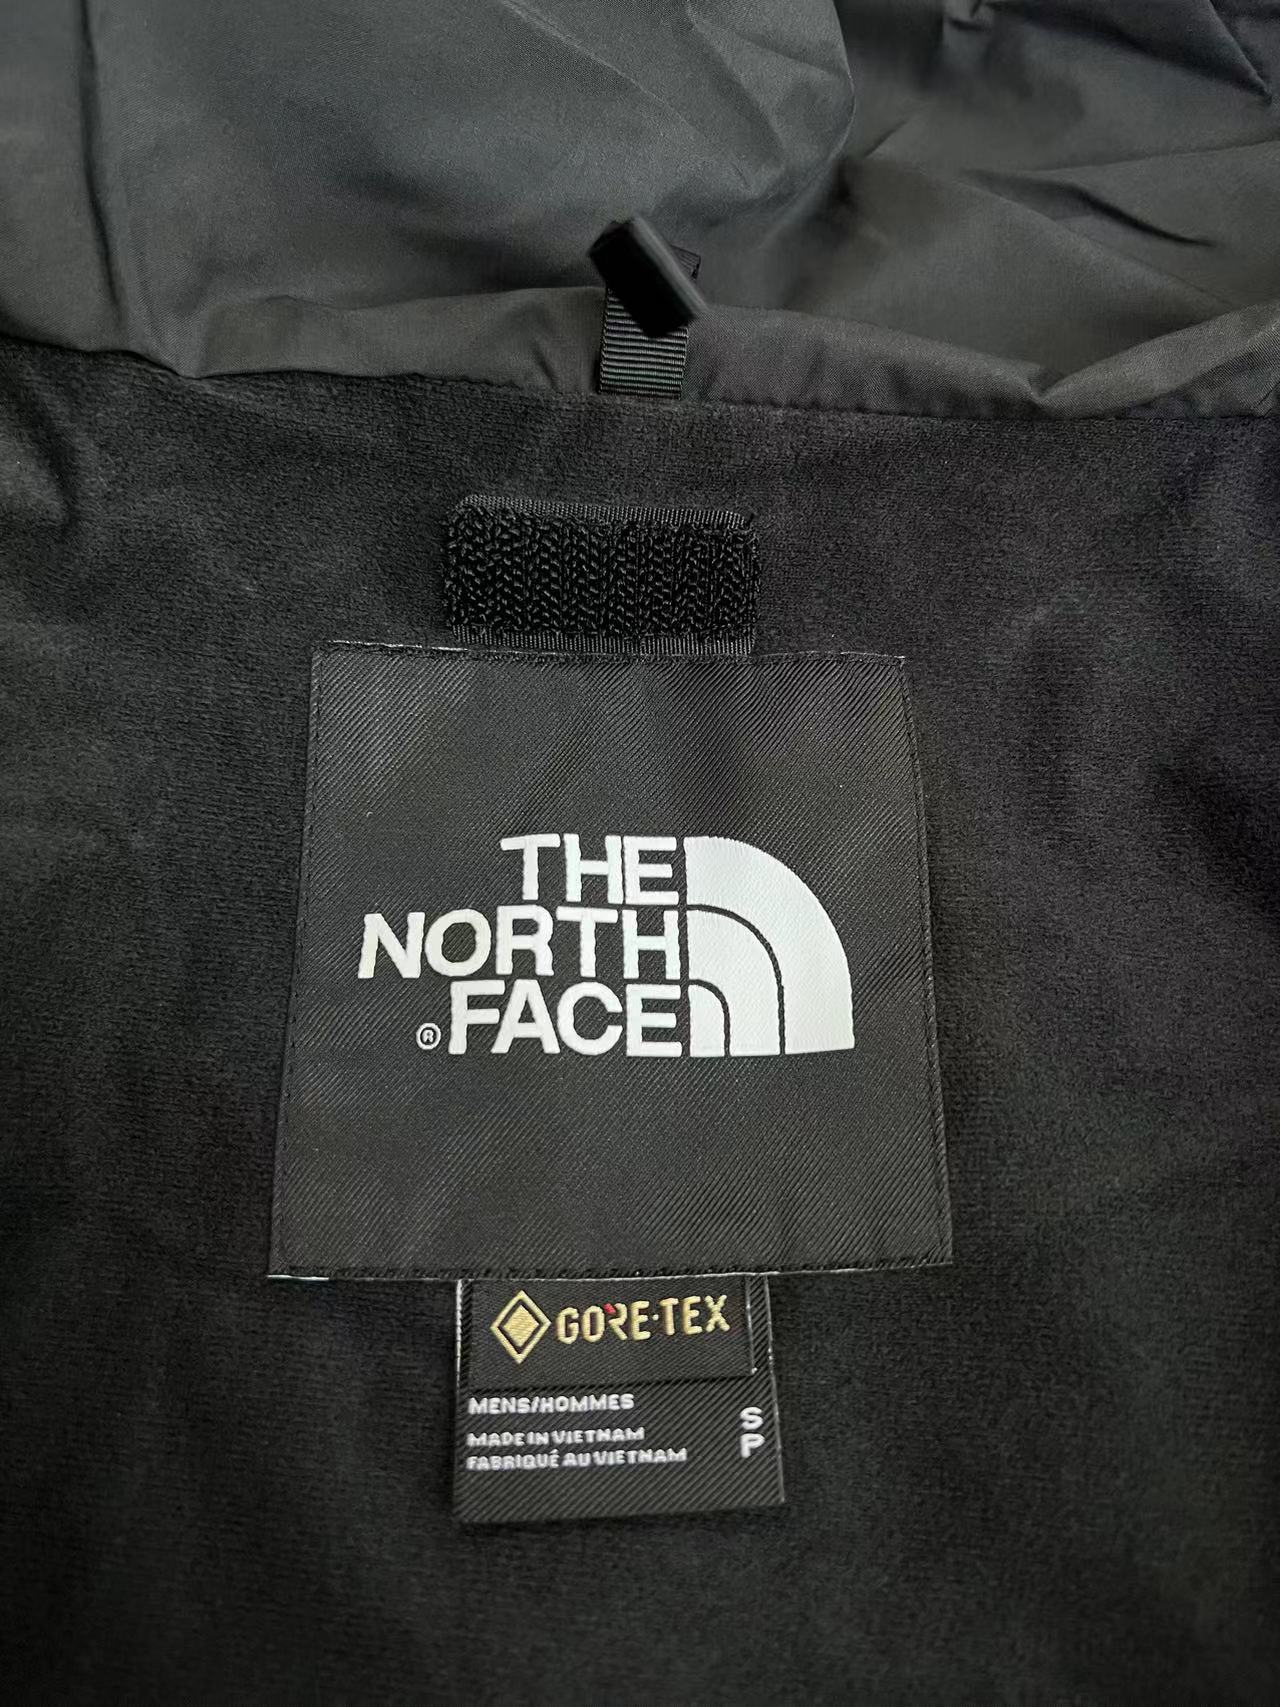 THE
NORTH
® FACE
GORE-TEX
MENS/HOMMES
S
MADE IN VIETNAM
P
FABRIQUÉ AU VIETNAM